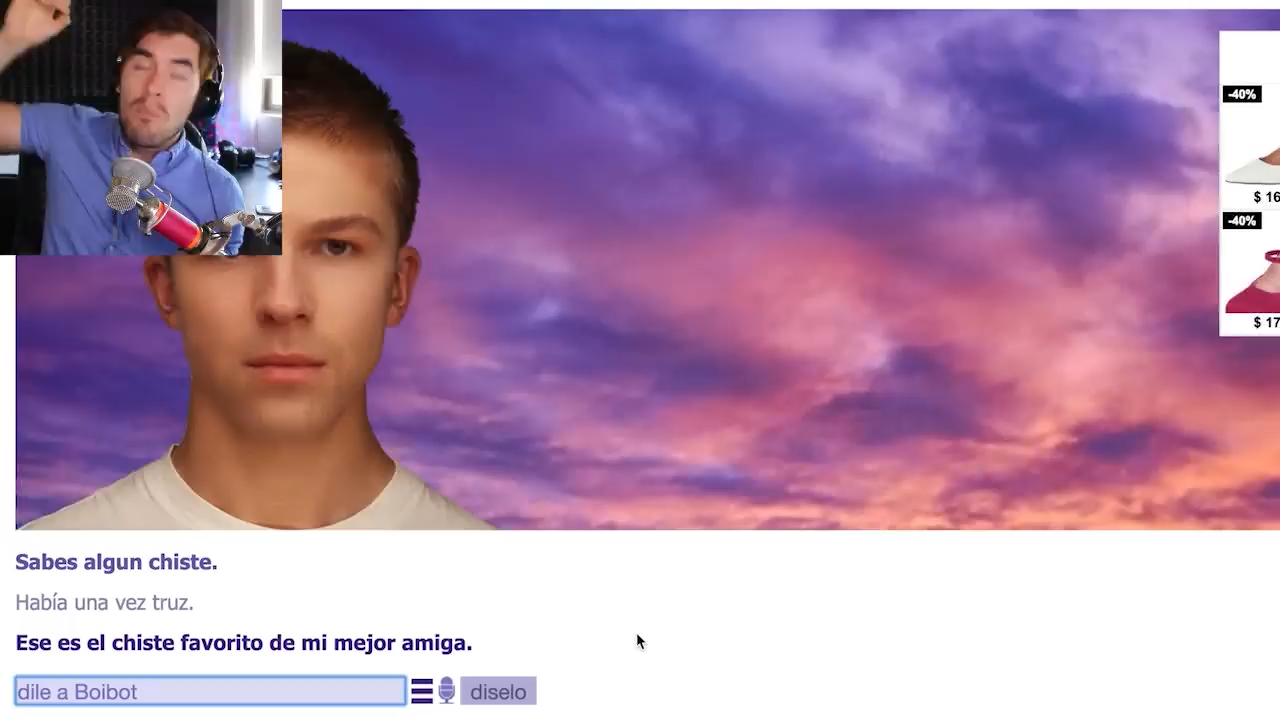 -40%
$ 16
-40%
$ 17
Sabes algun chiste.
Había una vez truz.
Ese es el chiste favorito de mi mejor amiga.
dile a Boibot
diselo